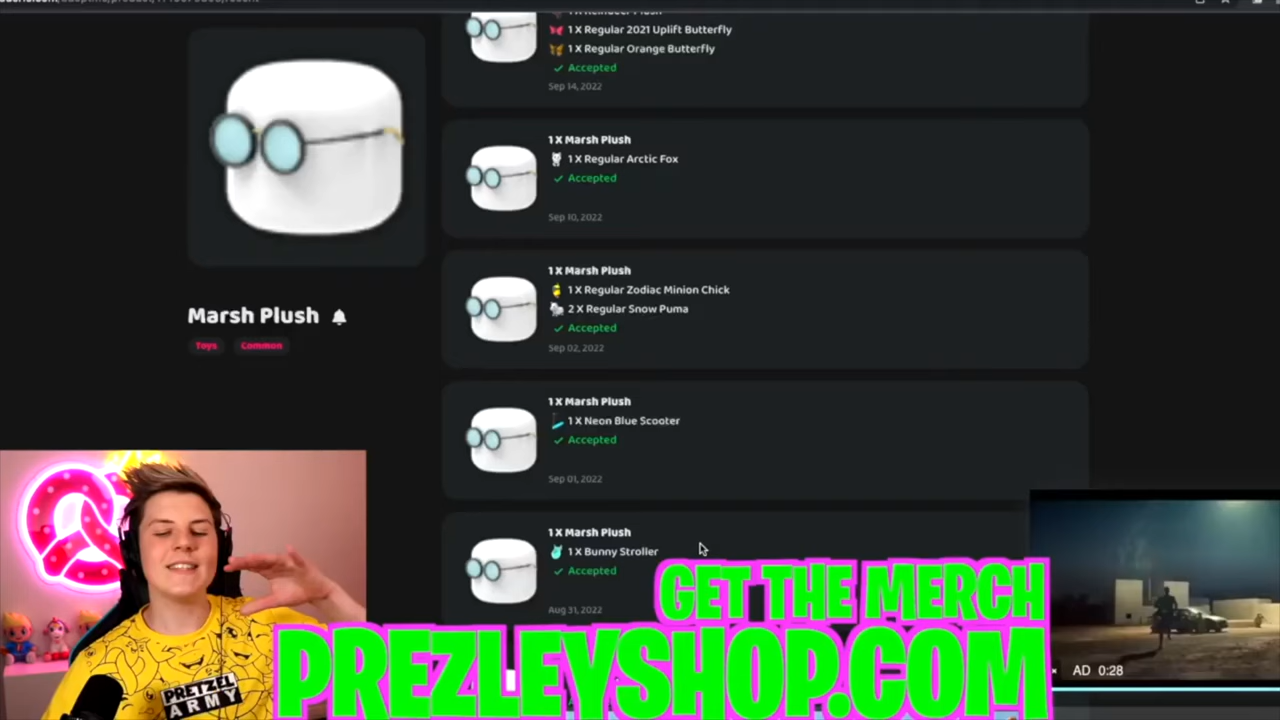 1 X Regular 2021 Uplift Butterfly
1 X Regular Orange Butterfly
Accepted
Sep 14, 2022
1 X Marsh Plush
1 X Regular Arctic Fox
Accepted
Sep 10, 2022
1 X Marsh Plush
1 X Regular Zodiac Minion Chick
2 X Regular Snow Puma
Accepted
Sep 02, 2022
Marsh Plush
Toys Common
1 X Marsh Plush
1 X Neon Blue Scooter
Accepted
Sep 01, 2022
1 X Marsh Plush
1 X Bunny Stroller
Accepted
Aug 31, 2022
GET THE MERCH
PREZLEYSHOP.COM
PRETZEL
ARMY
AD 0:28